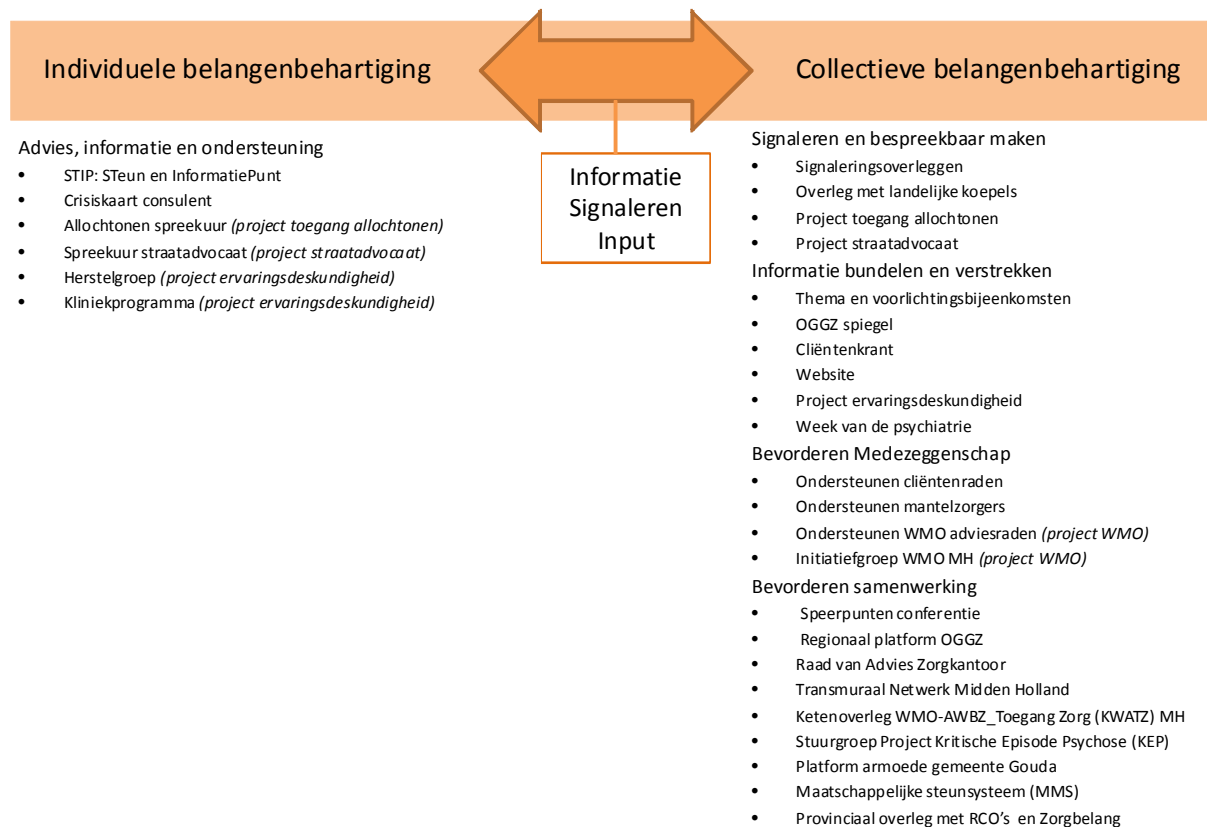 Individuele belangenbehartiging
Advies, informatie en ondersteuning
• STIP: STeun en InformatiePunt
• Crisiskaart consulent
• Allochtonen spreekuur (project toegang allochtonen)
• Spreekuur straatadvocaat (project straatadvocaat)
• Herstelgroep (project ervaringsdeskundigheid)
• Kliniekprogramma (project ervaringsdeskundigheid)
Informatie
Signaleren
Input
Collectieve belangenbehartiging
Signaleren en bespreekbaar maken
• Signaleringsoverleggen
• Overleg met landelijke koepels
• Project toegang allochtonen
• Project straatadvocaat
Informatie bundelen en verstrekken
• Thema en voorlichtingsbijeenkomsten
• OGGZ spiegel
• Cliëntenkrant
• Website
• Project ervaringsdeskundigheid
• Week van de psychiatrie
Bevorderen Medezeggenschap
• Ondersteunen cliëntenraden
• Ondersteunen mantelzorgers
• Ondersteunen WMO adviesraden (project WMO)
• Initiatiefgroep WMO MH (project WMO)
Bevorderen samenwerking
• Speerpunten conferentie
• Regionaal platform OGGZ
• Raad van Advies Zorgkantoor
• Transmuraal Netwerk Midden Holland
• Ketenoverleg WMO-AWBZ_Toegang Zorg (KWATZ) MH
• Stuurgroep Project Kritische Episode Psychose (KEP)
• Platform armoede gemeente Gouda
• Maatschappelijke steunsysteem (MMS)
• Provinciaal overleg met RCO's en Zorgbelang